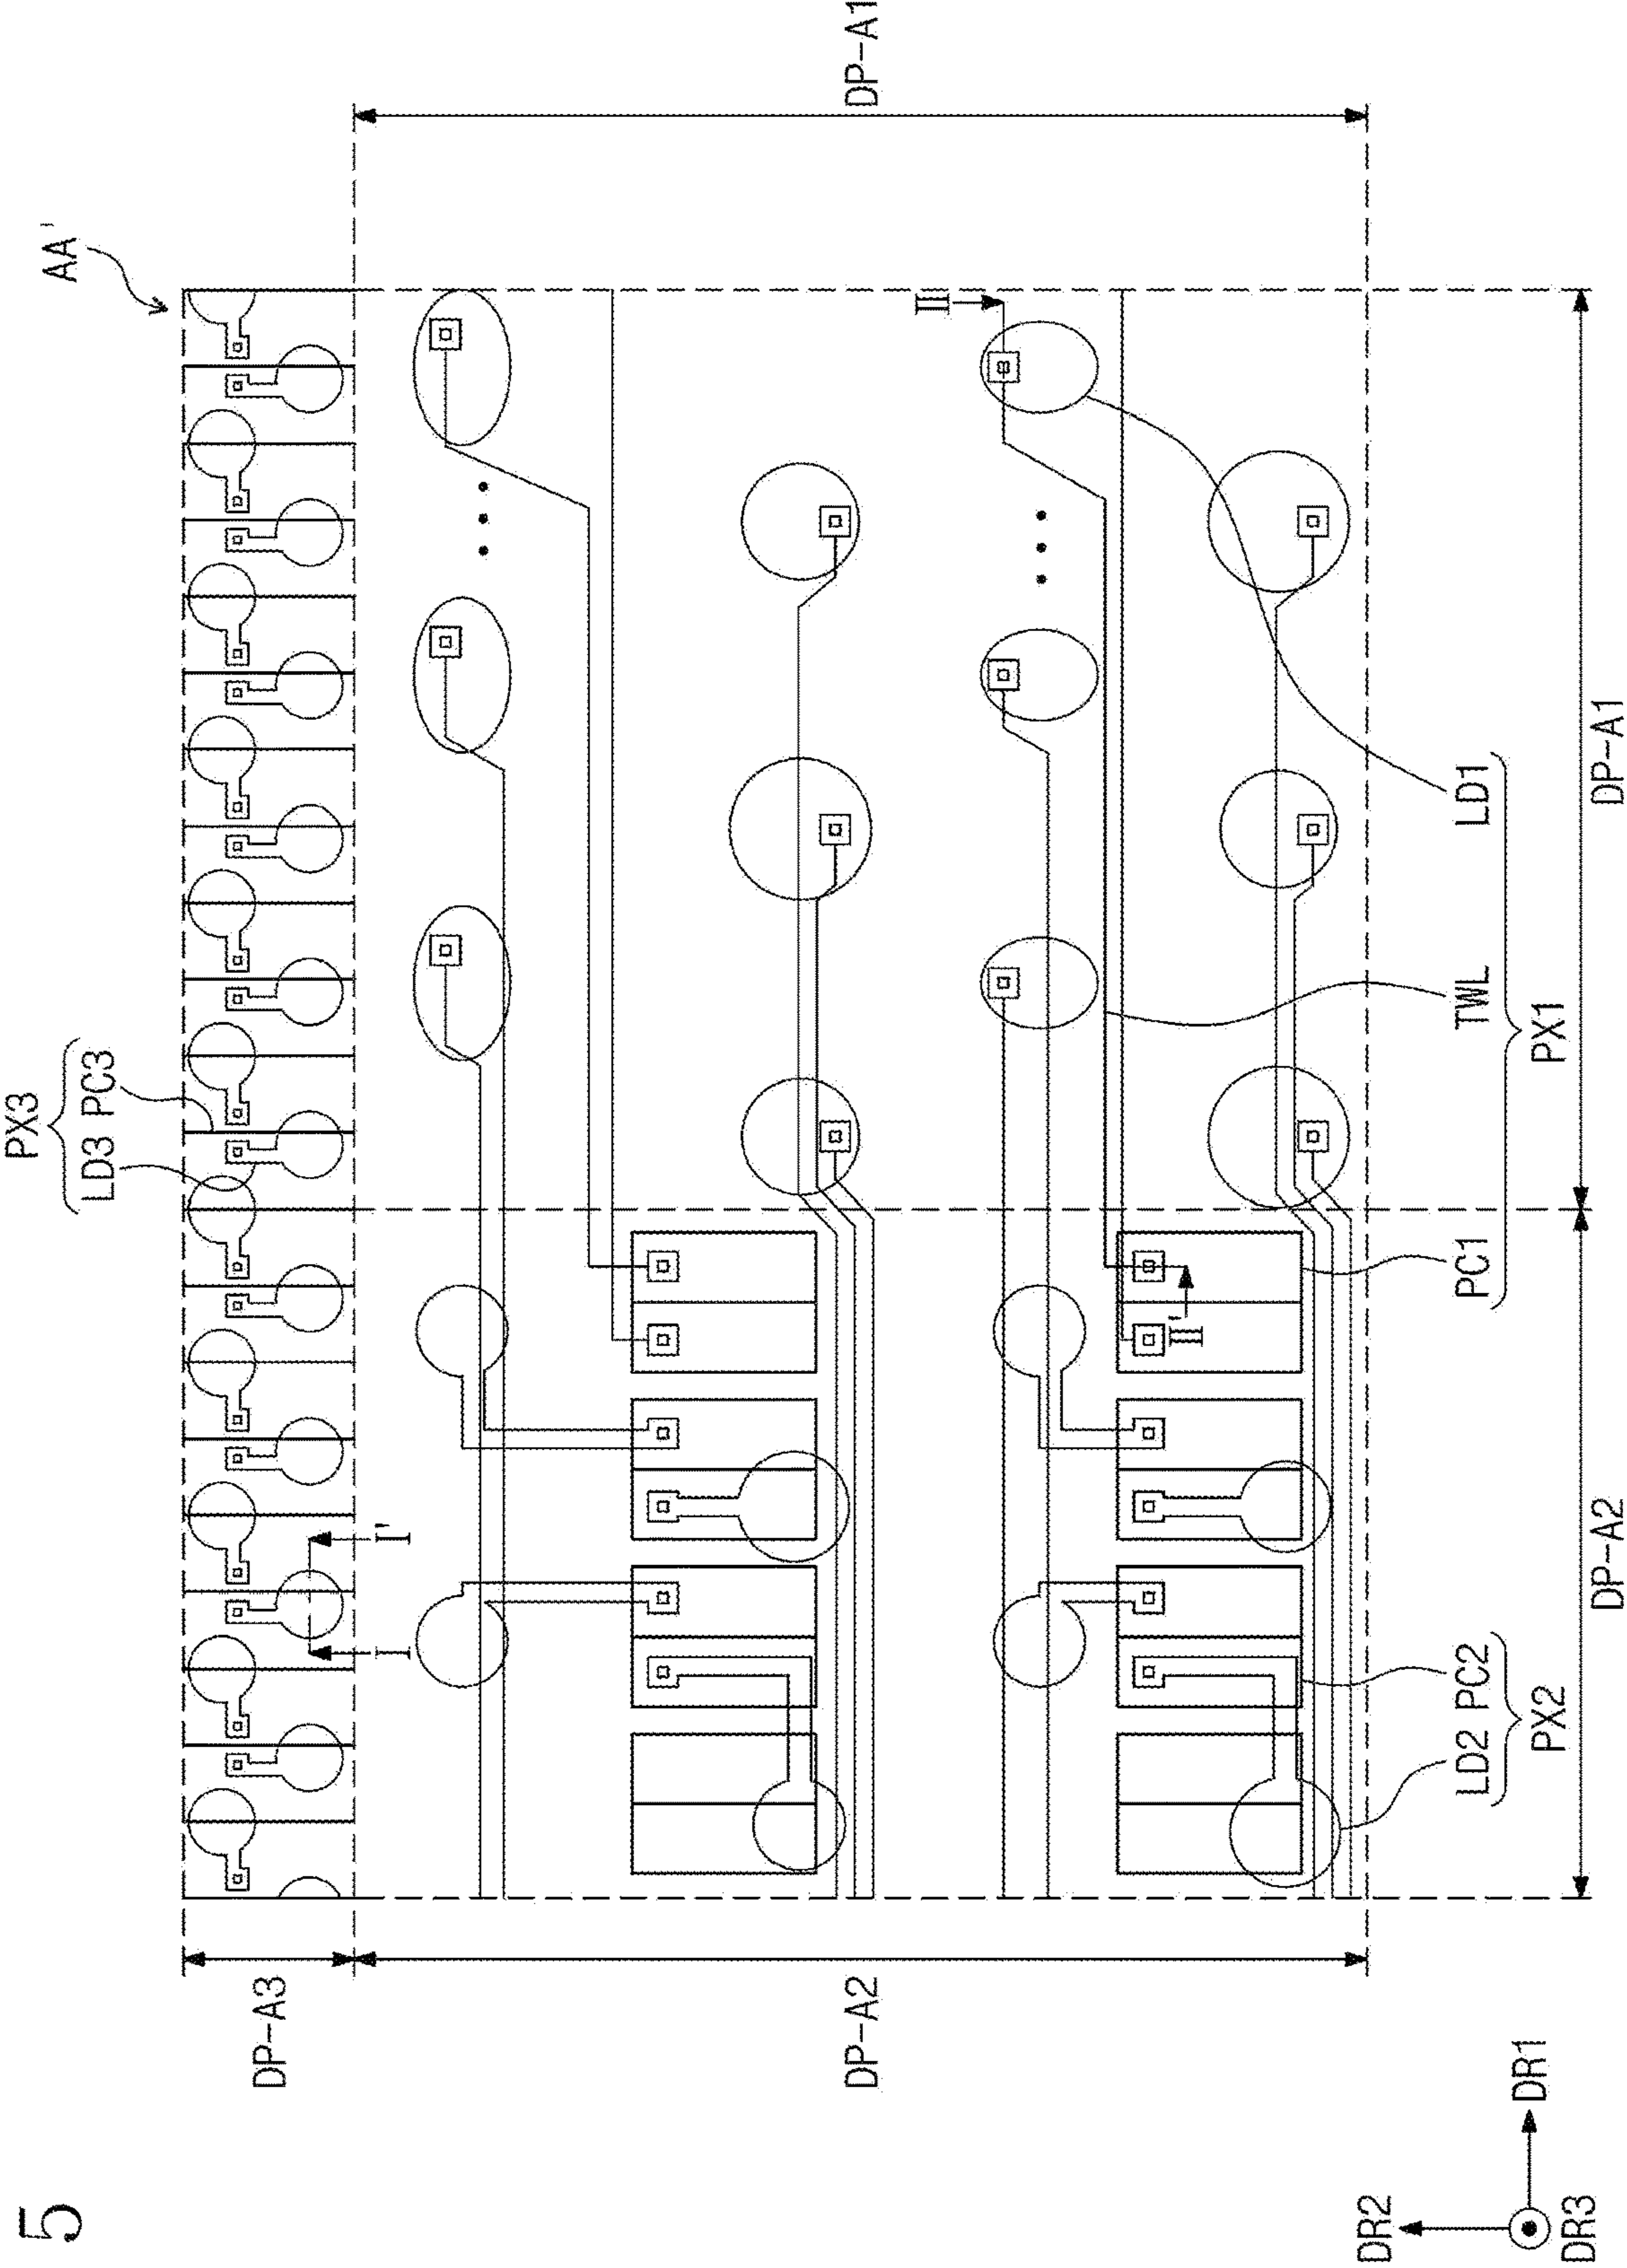 5
AA'
DP-A1
PX3
LD3 PC3
I I'
II
II'
LD1
TWL
PC1
PX1
LD2 PC2
PX2
DP-A1
DP-A2
DP-A3
DP-A2
DR1
DR2
DR3